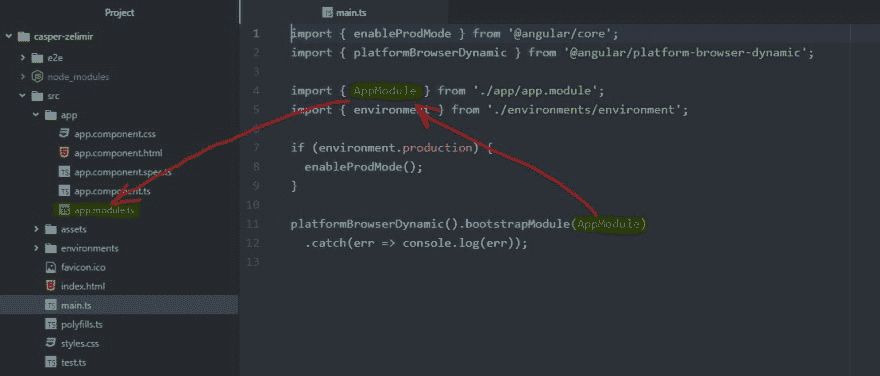 Project
casper-zelimir
e2e
node_modules
src
app
app.component.css
app.component.html
app.component.spec.ts
app.component.ts
app.module.ts
assets
environments
favicon.ico
index.html
main.ts
polyfills.ts
styles.css
test.ts
main.ts
1 import { enableProdMode } from '@angular/core';
2 import { platformBrowserDynamic } from '@angular/platform-browser-dynamic';
3
4 import { AppModule } from './app/app.module';
5 import { environment } from './environments/environment';
6
7 if (environment.production) {
8 enableProdMode();
9 }
10
11 platformBrowserDynamic().bootstrapModule(AppModule)
12 .catch(err => console.log(err));
13